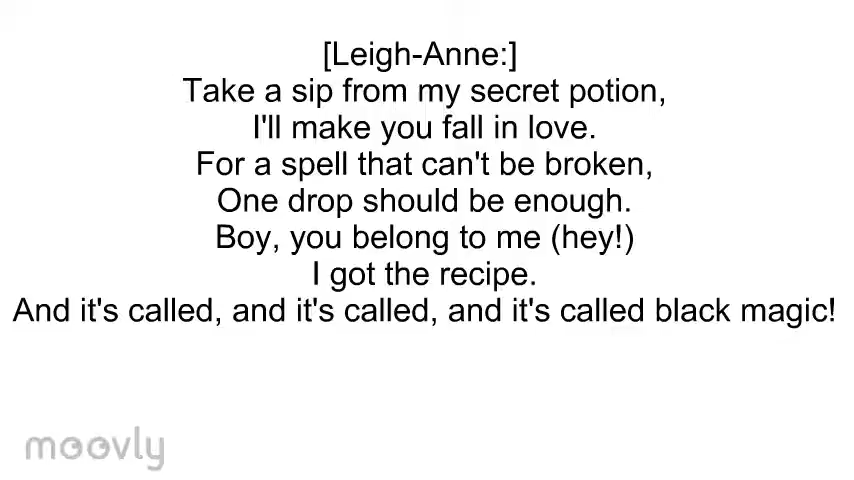 [Leigh-Anne:]
Take a sip from my secret potion,
I'll make you fall in love.
For a spell that can't be broken,
One drop should be enough.
Boy, you belong to me (hey!)
I got the recipe.
And it's called, and it's called, and it's called black magic!
moovly